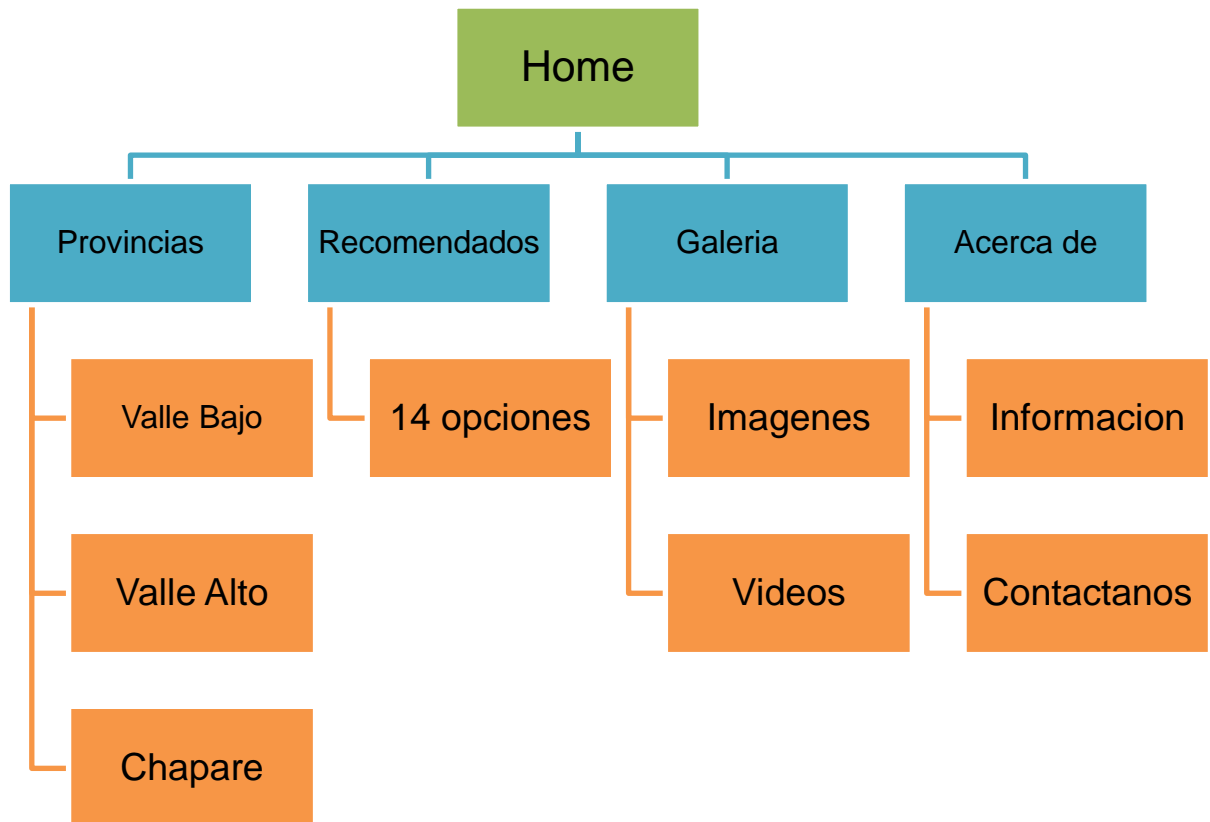 Home
Provincias
Recomendados
Galeria
Acerca de
Valle Bajo
14 opciones
Imagenes
Informacion
Valle Alto
Videos
Contactanos
Chapare